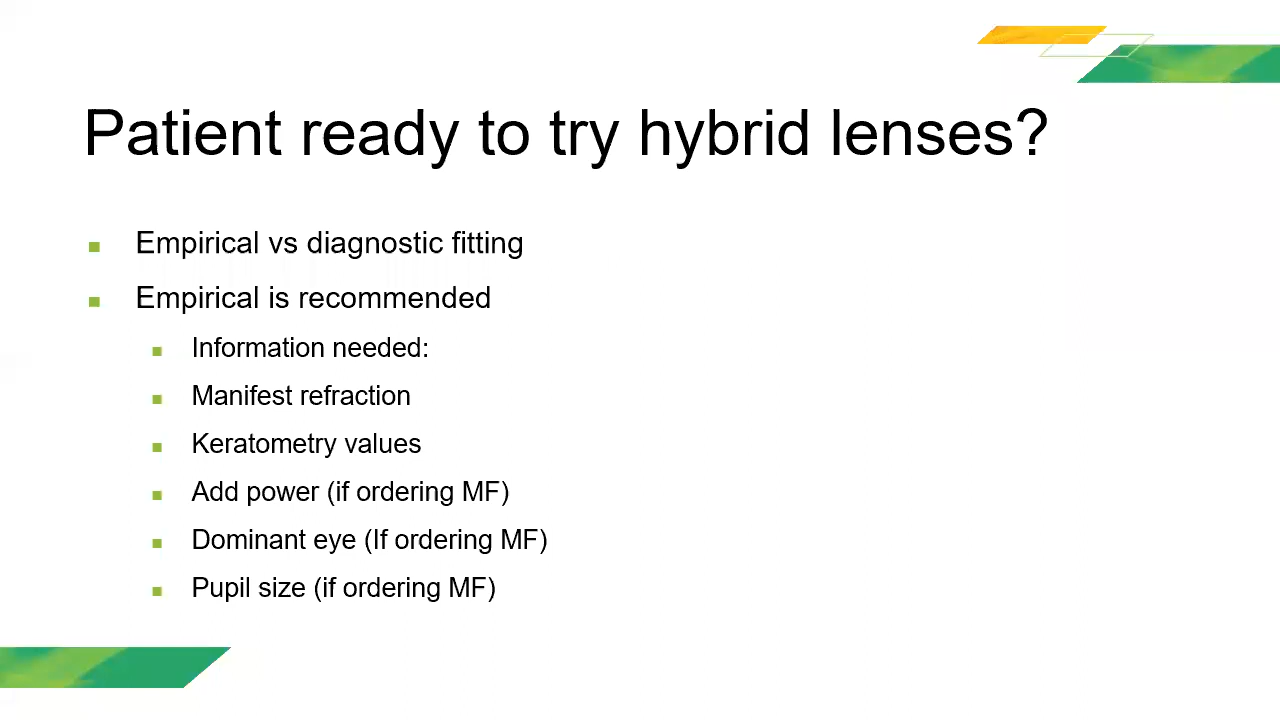 Patient ready to try hybrid lenses?
Empirical vs diagnostic fitting
Empirical is recommended
Information needed:
Manifest refraction
Keratometry values
Add power (if ordering MF)
Dominant eye (If ordering MF)
Pupil size (if ordering MF)